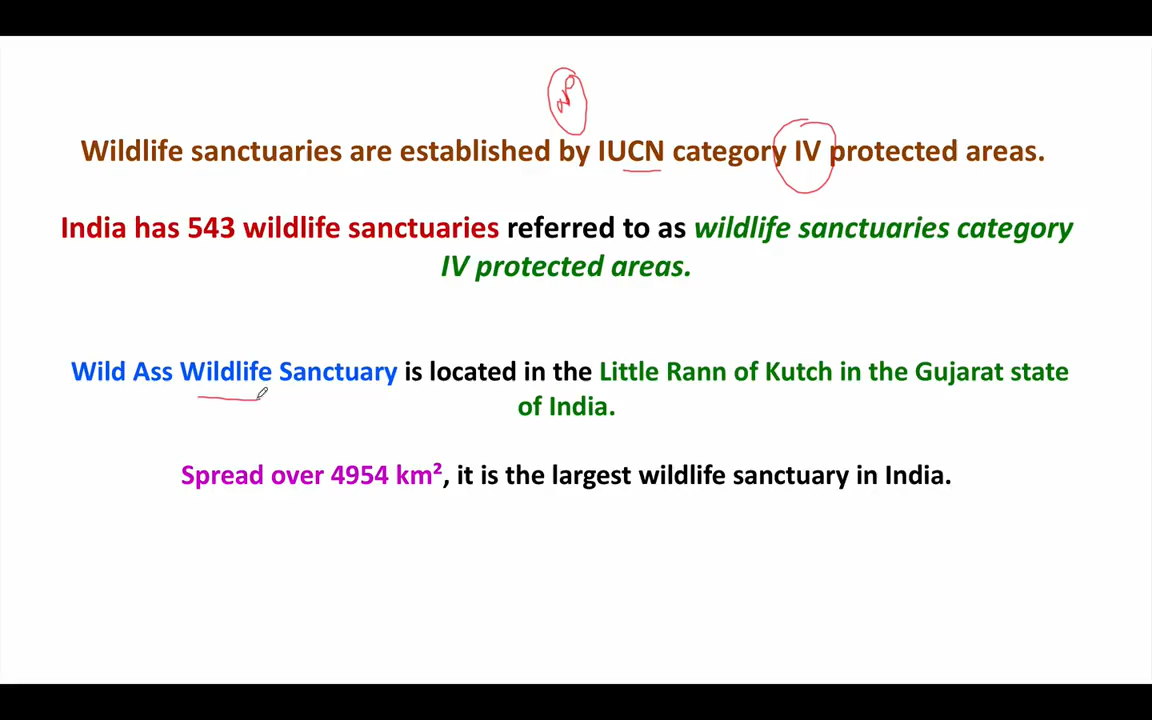 Wildlife sanctuaries are established by IUCN category IV protected areas.
India has 543 wildlife sanctuaries referred to as wildlife sanctuaries category
IV protected areas.
Wild Ass Wildlife Sanctuary is located in the Little Rann of Kutch in the Gujarat state
of India.
Spread over 4954 km², it is the largest wildlife sanctuary in India.